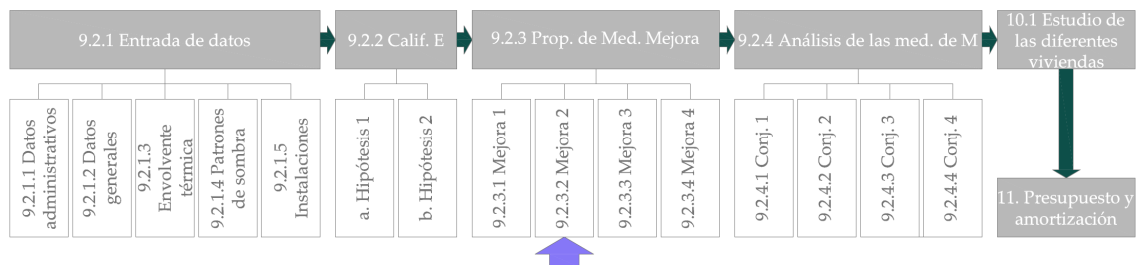 9.2.1 Entrada de datos
9.2.2 Calif. E
9.2.3 Prop. de Med. Mejora
9.2.4 Análisis de las med. de M
10.1 Estudio de
las diferentes
viviendas
9.2.1.1 Datos
administrativos
9.2.1.2 Datos
generales
9.2.1.3
Envolvente
térmica
9.2.1.4 Patrones
de sombra
9.2.1.5
Instalaciones
a. Hipótesis 1
b. Hipótesis 2
9.2.3.1 Mejora 1
9.2.3.2 Mejora 2
9.2.3.3 Mejora 3
9.2.3.4 Mejora 4
9.2.4.1 Conj. 1
9.2.4.2 Conj. 2
9.2.4.3 Conj. 3
9.2.4.4 Conj. 4
11. Presupuesto y
amortización